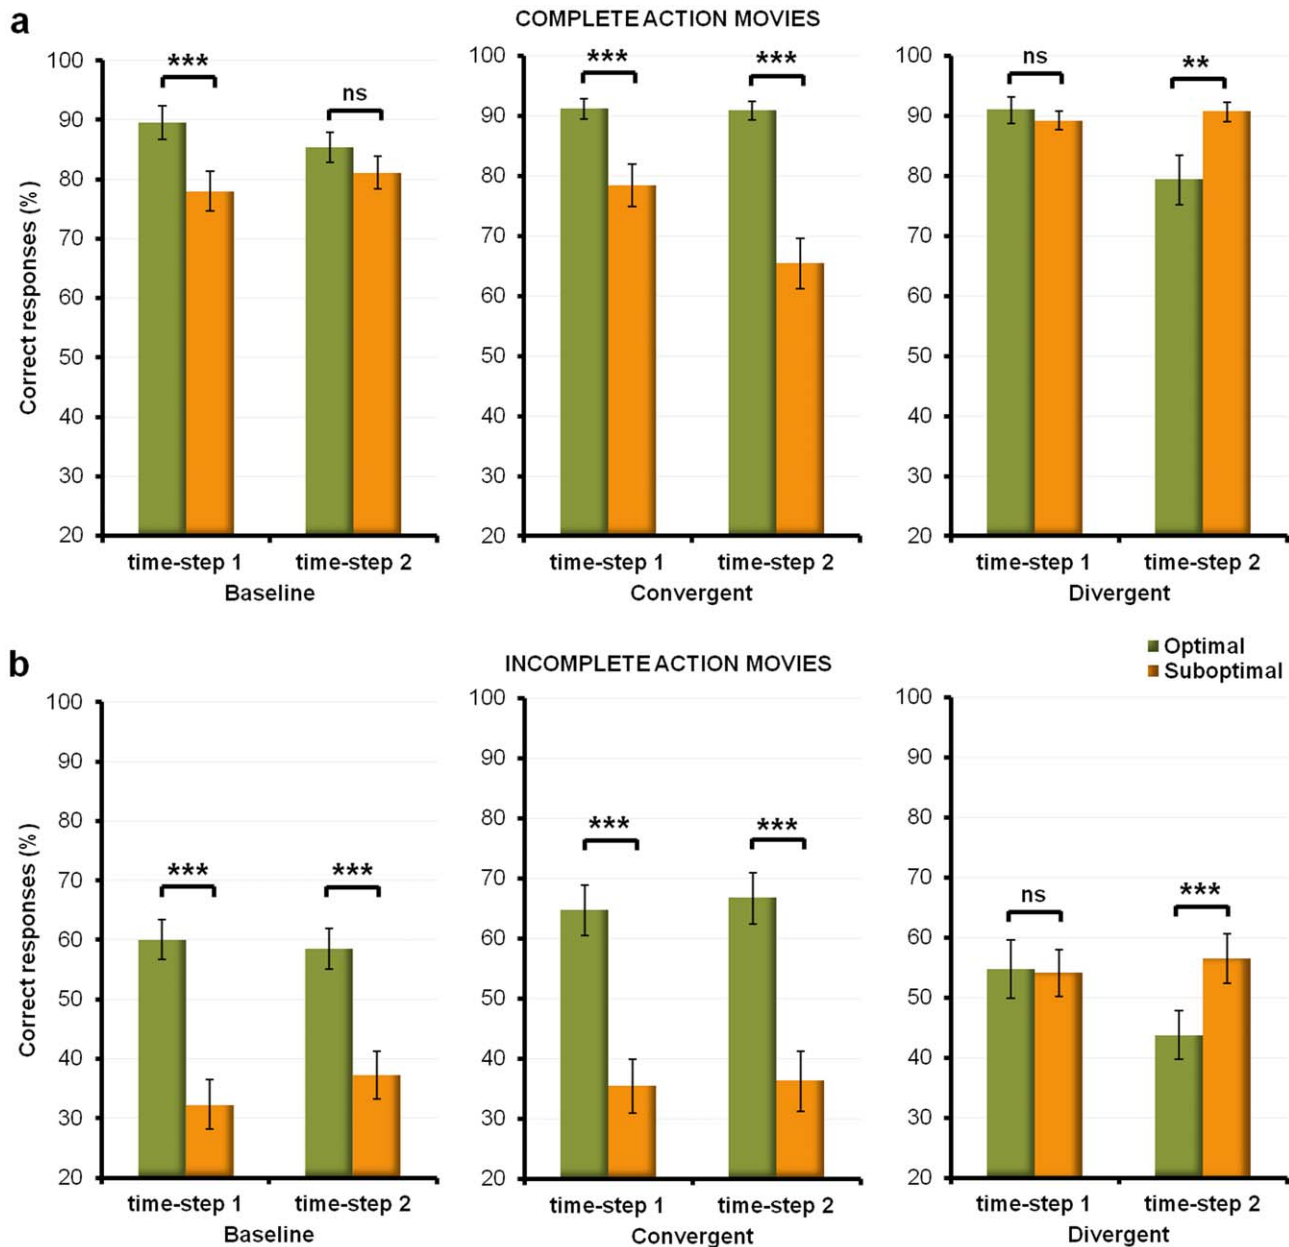 a
COMPLETE ACTION MOVIES
Correct responses (%)
100
90
80
70
60
50
40
30
20
***
ns
time-step 1
time-step 2
Baseline
100
90
80
70
60
50
40
30
20
***
***
time-step 1
time-step 2
Convergent
100
90
80
70
60
50
40
30
20
ns
**
time-step 1
time-step 2
Divergent
Optimal
Suboptimal
b
INCOMPLETE ACTION MOVIES
Correct responses (%)
100
90
80
70
60
50
40
30
20
***
***
time-step 1
time-step 2
Baseline
100
90
80
70
60
50
40
30
20
***
***
time-step 1
time-step 2
Convergent
100
90
80
70
60
50
40
30
20
ns
***
time-step 1
time-step 2
Divergent